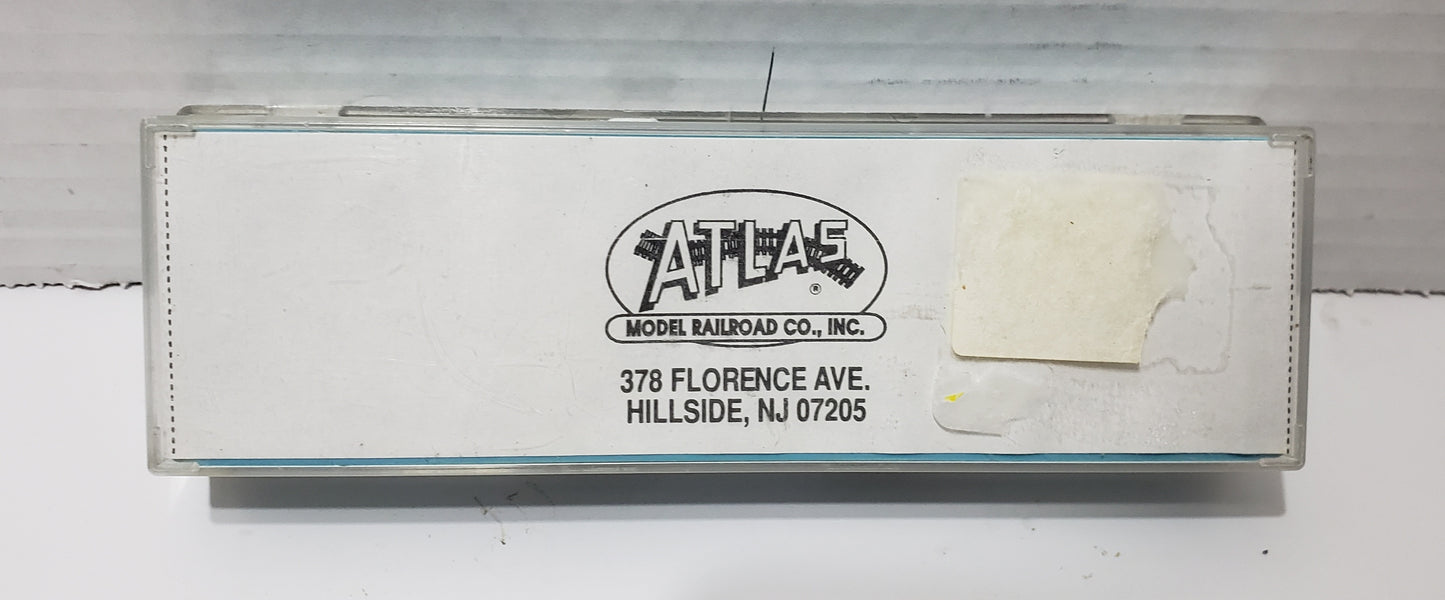 ATLAS
®
MODEL RAILROAD CO., INC.
378 FLORENCE AVE.
HILLSIDE, NJ 07205